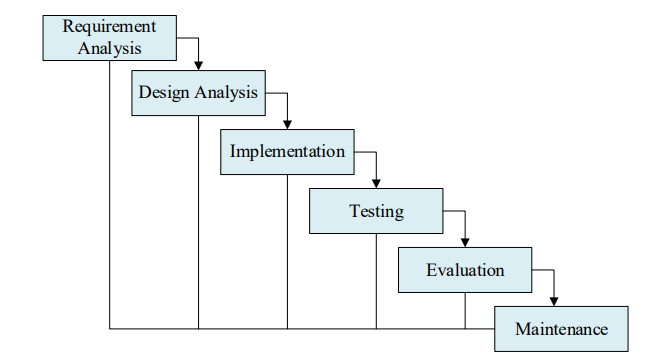 Requirement
Analysis
Design Analysis
Implementation
Testing
Evaluation
Maintenance